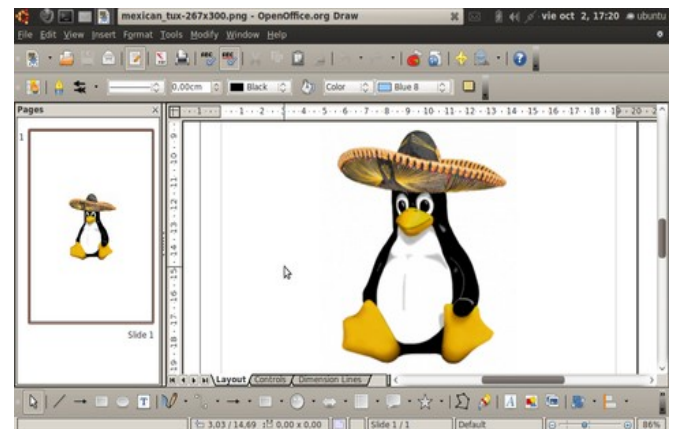 mexican_tux-267x300.png - OpenOffice.org Draw
vie oct 2, 17:20 ubuntu
File Edit View Insert Format Tools Modify Window Help
0,00cm Black Color Blue 8
Pages
1
Slide 1
Layout Controls Dimension Lines
3.03 / 14.69 0.00 x 0.00 Slide 1 / 1 Default 86%